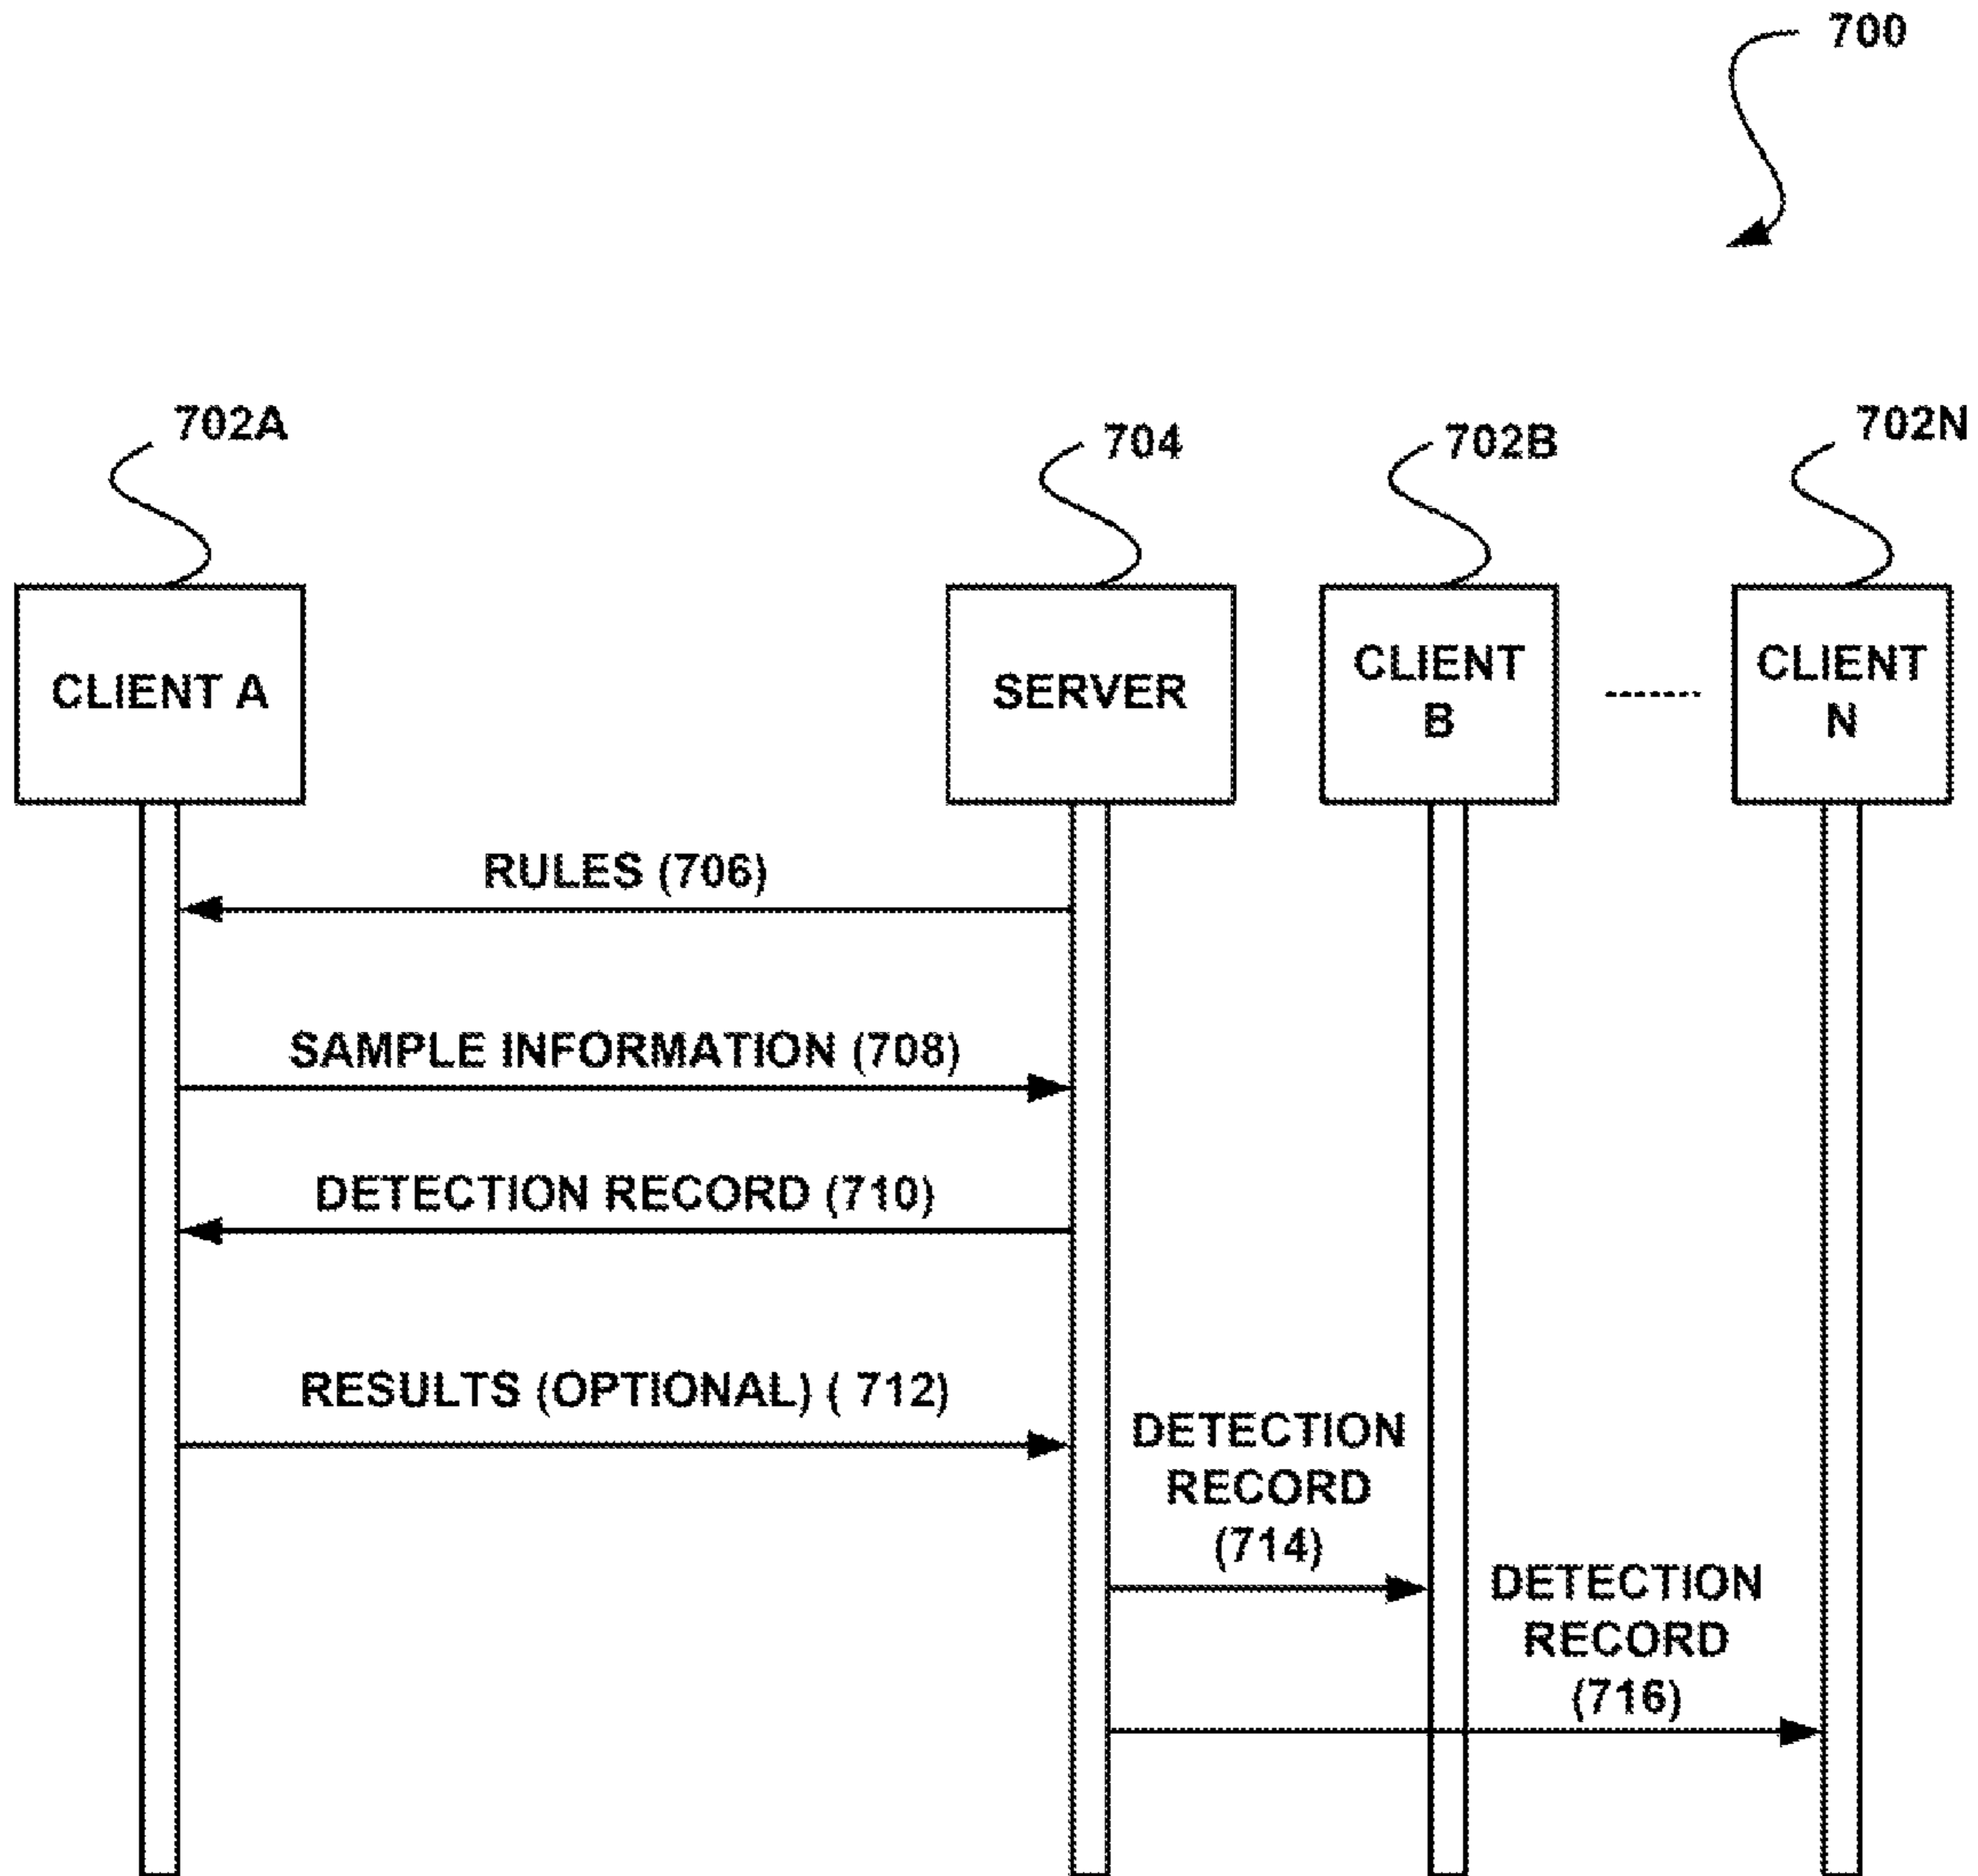 700
702A
704
702B
702N
CLIENT A
SERVER
CLIENT
B
CLIENT
N
RULES (706)
SAMPLE INFORMATION (708)
DETECTION RECORD (710)
RESULTS (OPTIONAL) ( 712)
DETECTION
RECORD
(714)
DETECTION
RECORD
(716)